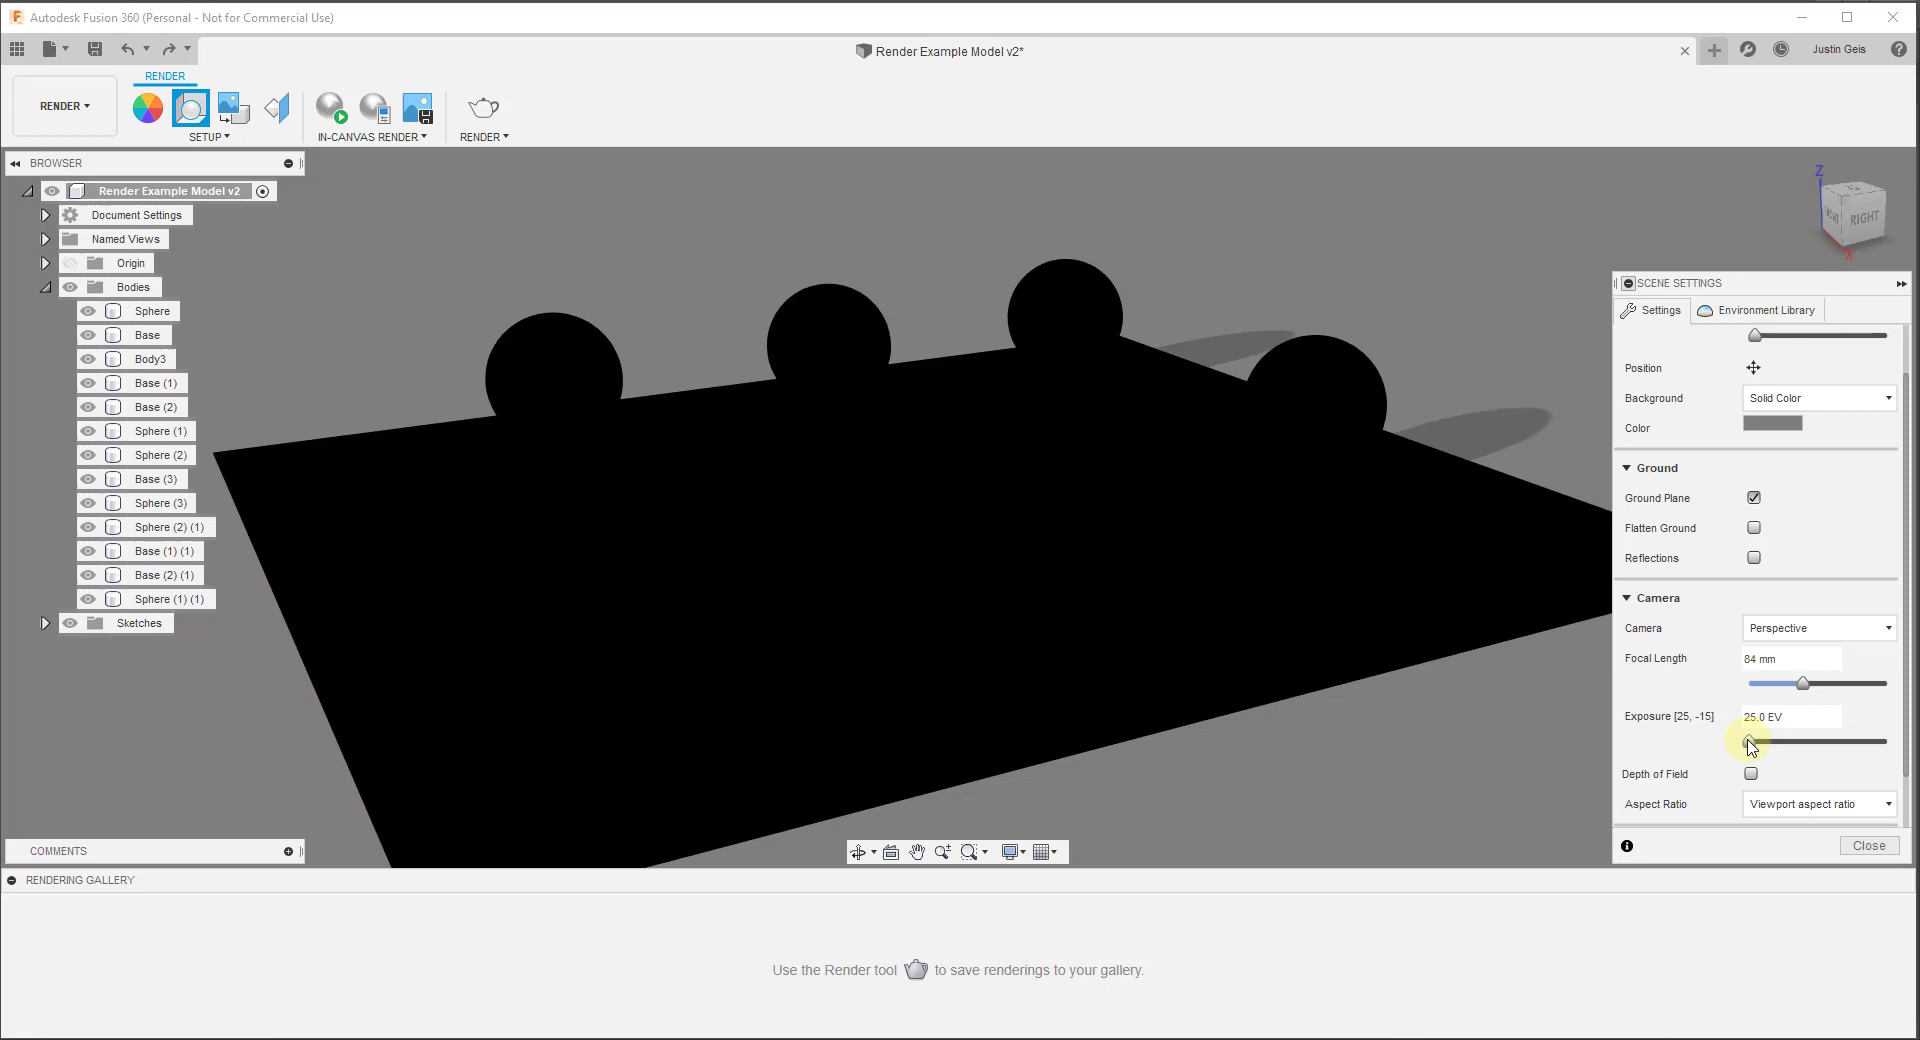 Autodesk Fusion 360 (Personal - Not for Commercial Use)
Render Example Model v2*
Justin Geis
RENDER
RENDER
SETUP
IN-CANVAS RENDER
RENDER
BROWSER
Render Example Model v2
Document Settings
Named Views
Origin
Bodies
Sphere
Base
Body3
Base (1)
Base (2)
Sphere (1)
Sphere (2)
Base (3)
Sphere (3)
Sphere (2) (1)
Base (1) (1)
Base (2) (1)
Sphere (1) (1)
Sketches
Z
RIGHT
X
SCENE SETTINGS
Settings
Environment Library
Position
Background
Solid Color
Color
Ground
Ground Plane
Flatten Ground
Reflections
Camera
Camera
Perspective
Focal Length
84 mm
Exposure [25, -15]
25.0 EV
Depth of Field
Aspect Ratio
Viewport aspect ratio
Close
COMMENTS
RENDERING GALLERY
Use the Render tool to save renderings to your gallery.